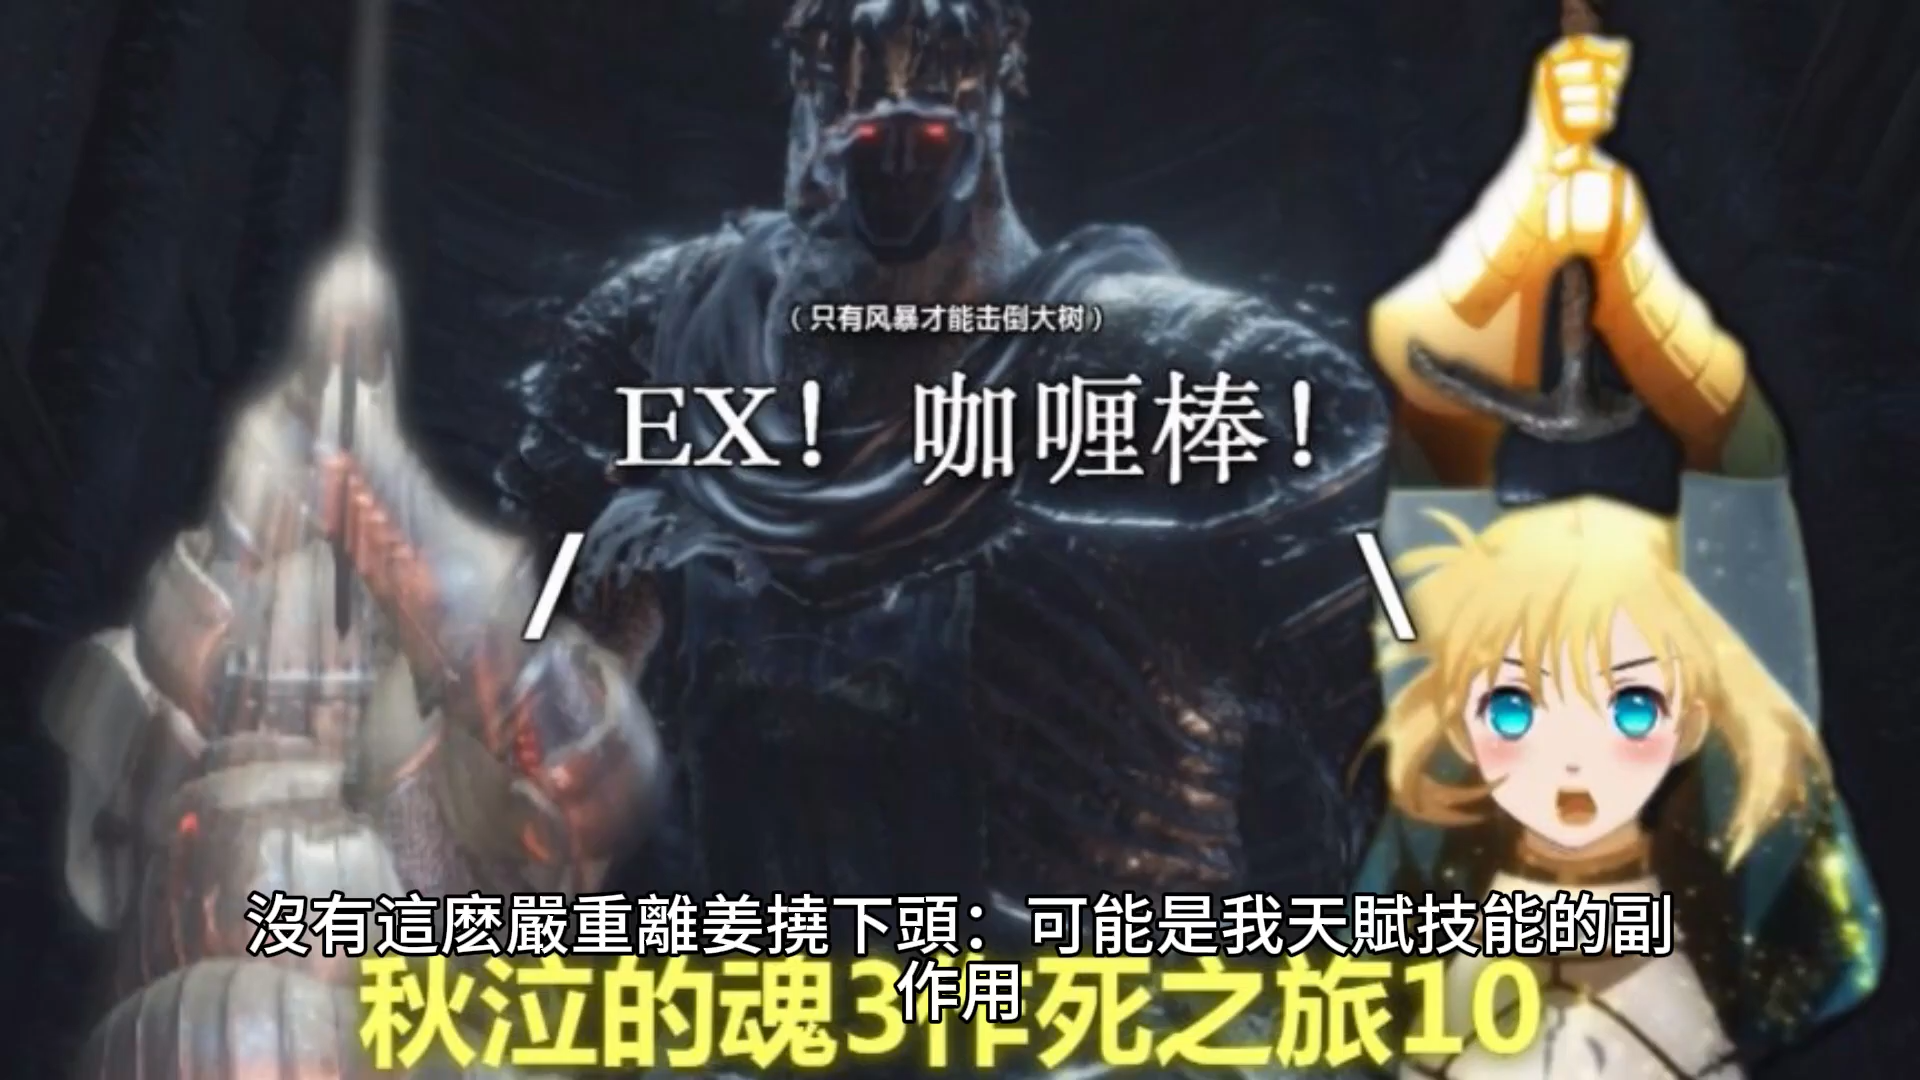 （只有风暴才能击倒大树）
EX！咖喱棒！
沒有這麽嚴重離姜撓下頭：可能是我天賦技能的副
作用
秋泣的魂3作死之旅10